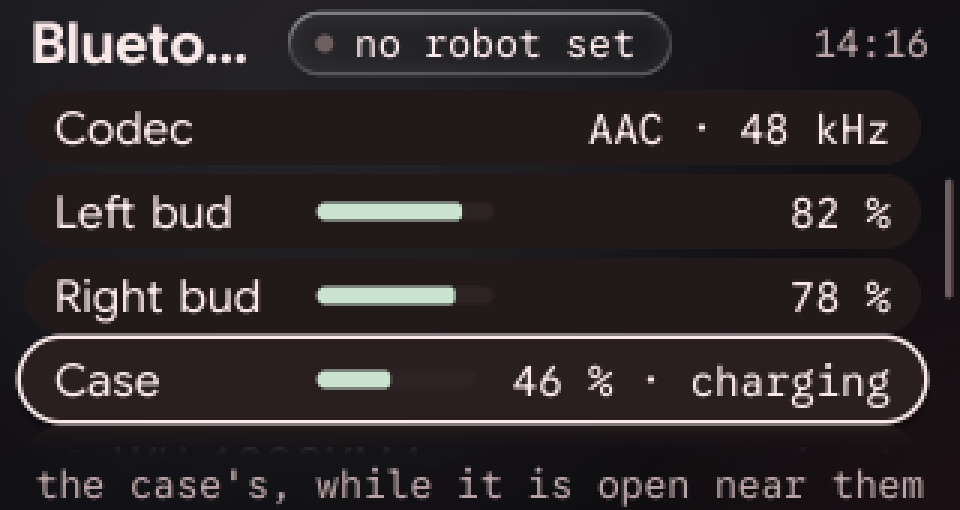 Blueto... no robot set 14:16
Codec AAC · 48 kHz
Left bud 82 %
Right bud 78 %
Case 46 % · charging
the case's, while it is open near them